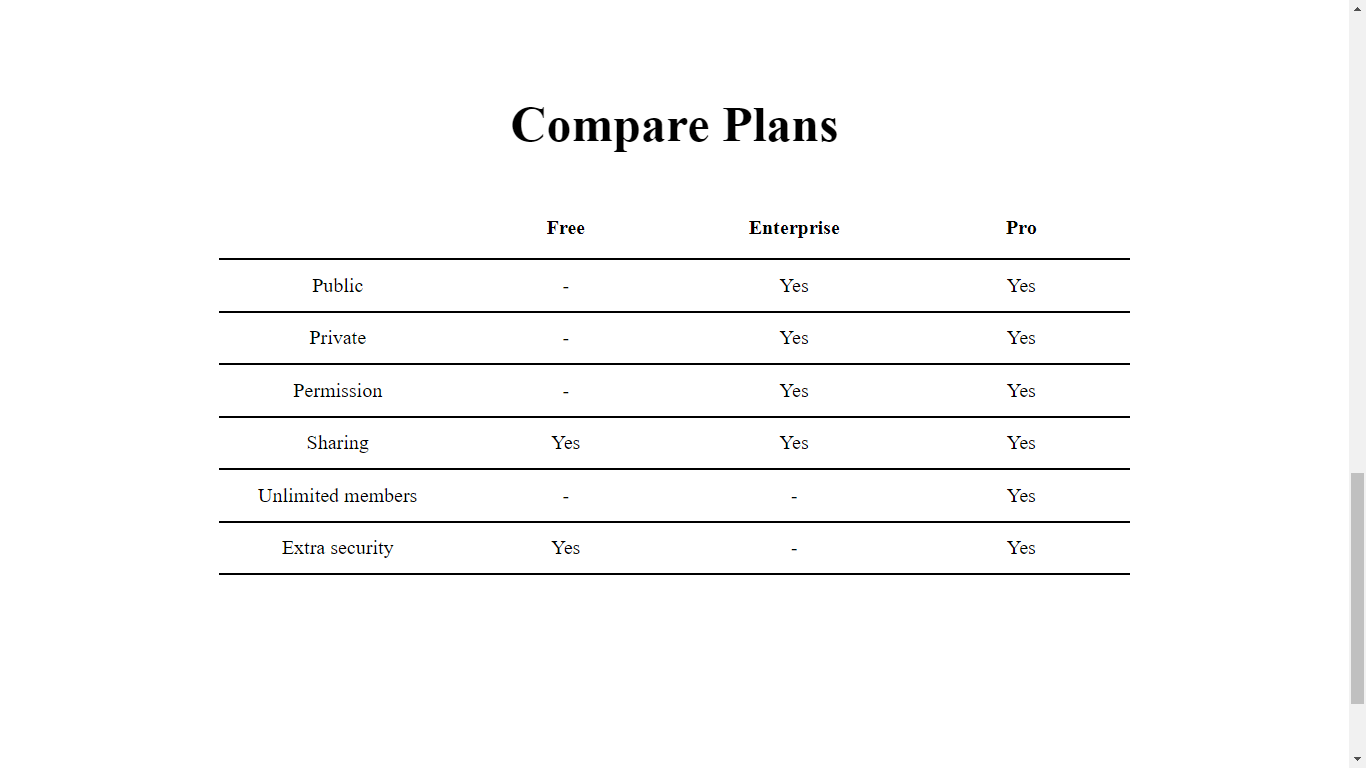 Compare Plans
Free Enterprise Pro
Public - Yes Yes
Private - Yes Yes
Permission - Yes Yes
Sharing Yes Yes Yes
Unlimited members - - Yes
Extra security Yes - Yes